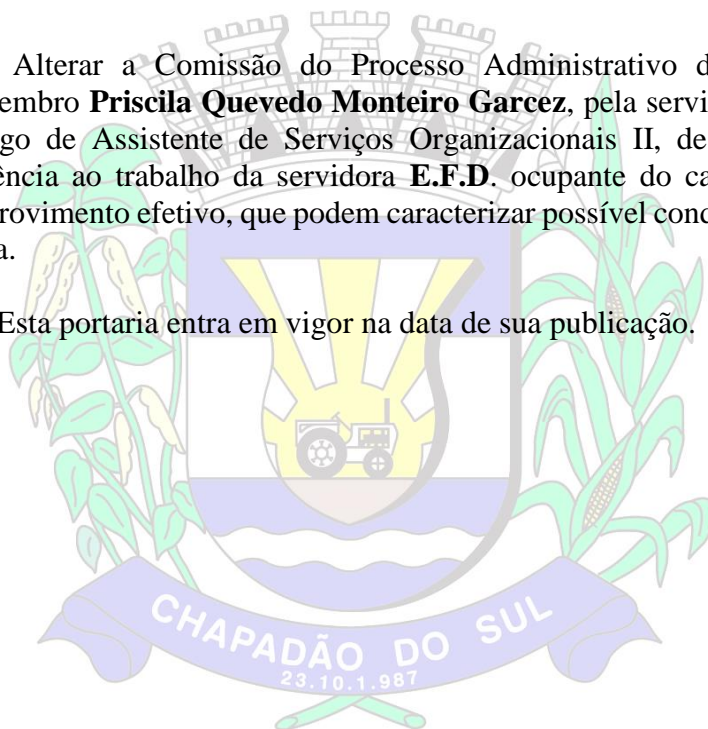 Alterar a Comissão do Processo Administrativo d
embro Priscila Quevedo Monteiro Garcez, pela servi
go de Assistente de Serviços Organizacionais II, de
ência ao trabalho da servidora E.F.D. ocupante do ca
rovimento efetivo, que podem caracterizar possível cond
a.
Esta portaria entra em vigor na data de sua publicação.
CHAPADÃO DO SUL
23.10.1.987